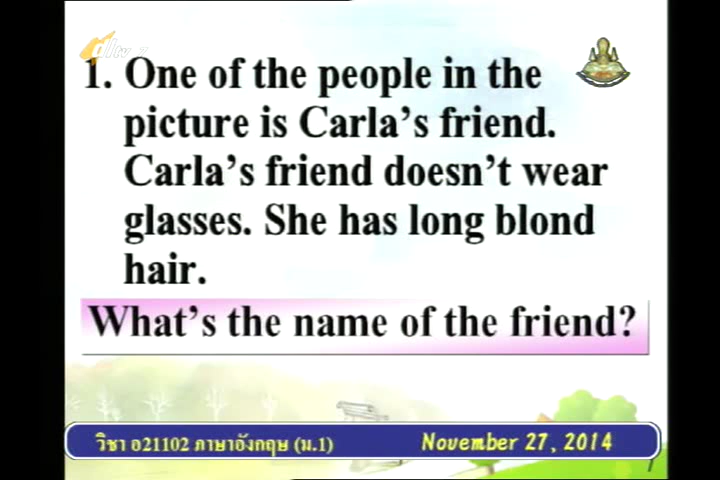 dltv 7
1. One of the people in the
picture is Carla's friend.
Carla's friend doesn't wear
glasses. She has long blond
hair.
What's the name of the friend?
วิชา อ21102 ภาษาอังกฤษ (ม.1)
November 27, 2014